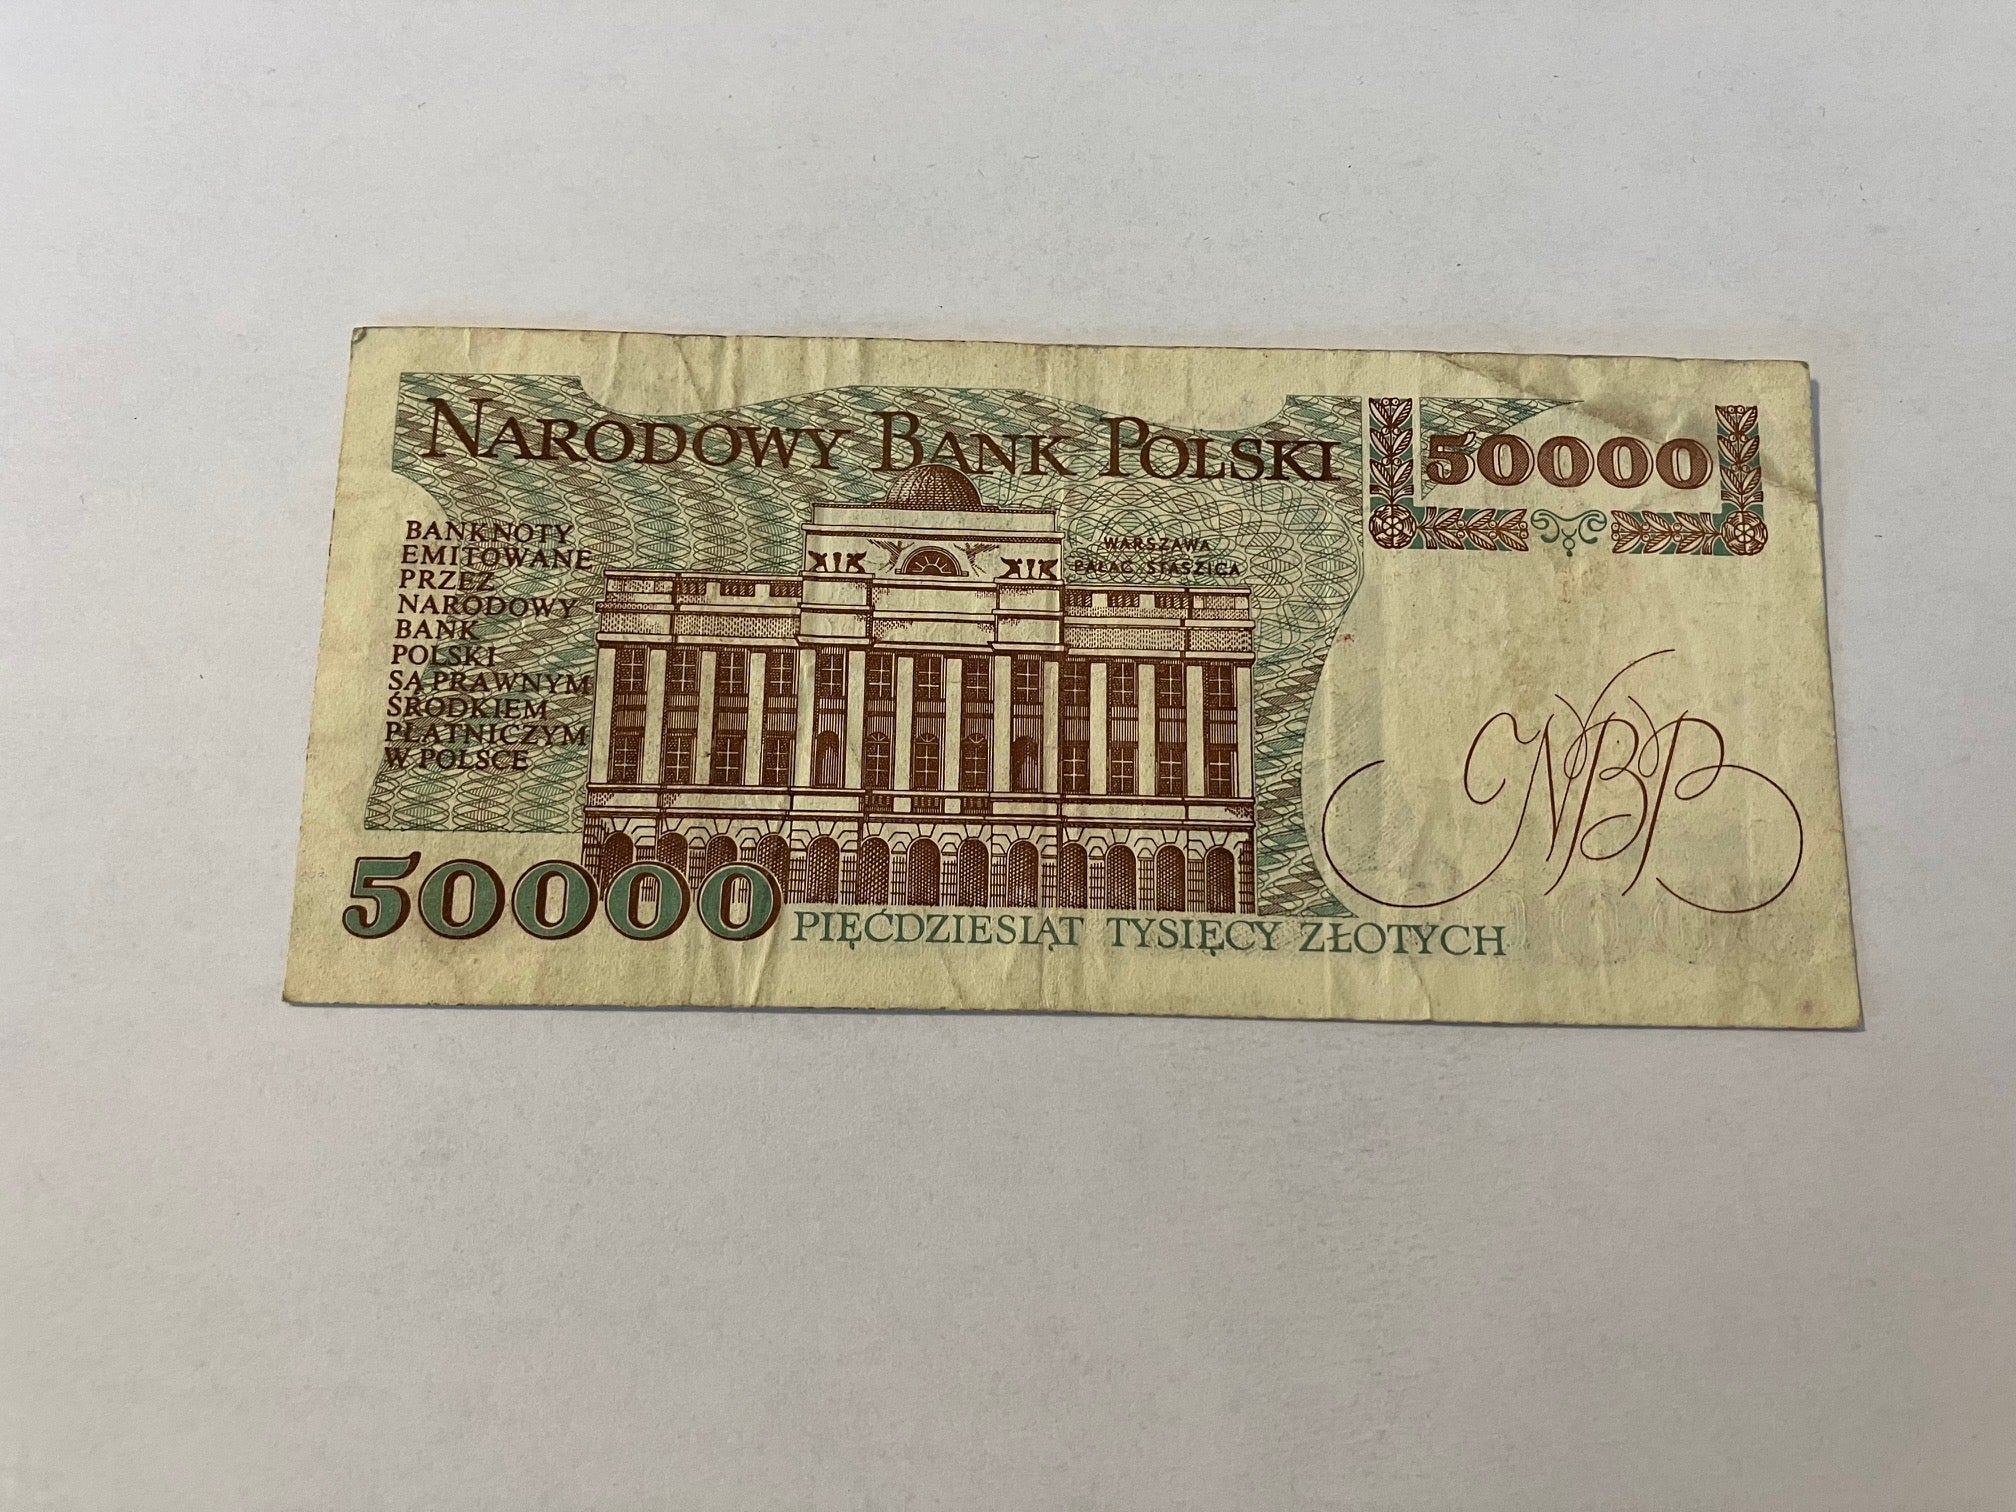 NARODOWY BANK POLSKI
50000
BANKNOTY
EMITOWANE
PRZEZ
NARODOWY
BANK
POLSKI
SĄ PRAWNYM
ŚRODKIEM
PŁATNICZYM
W POLSCE
WARSZAWA
PAŁAC STASZICA
NBP
50000
PIĘĆDZIESIĄT TYSIĘCY ZŁOTYCH